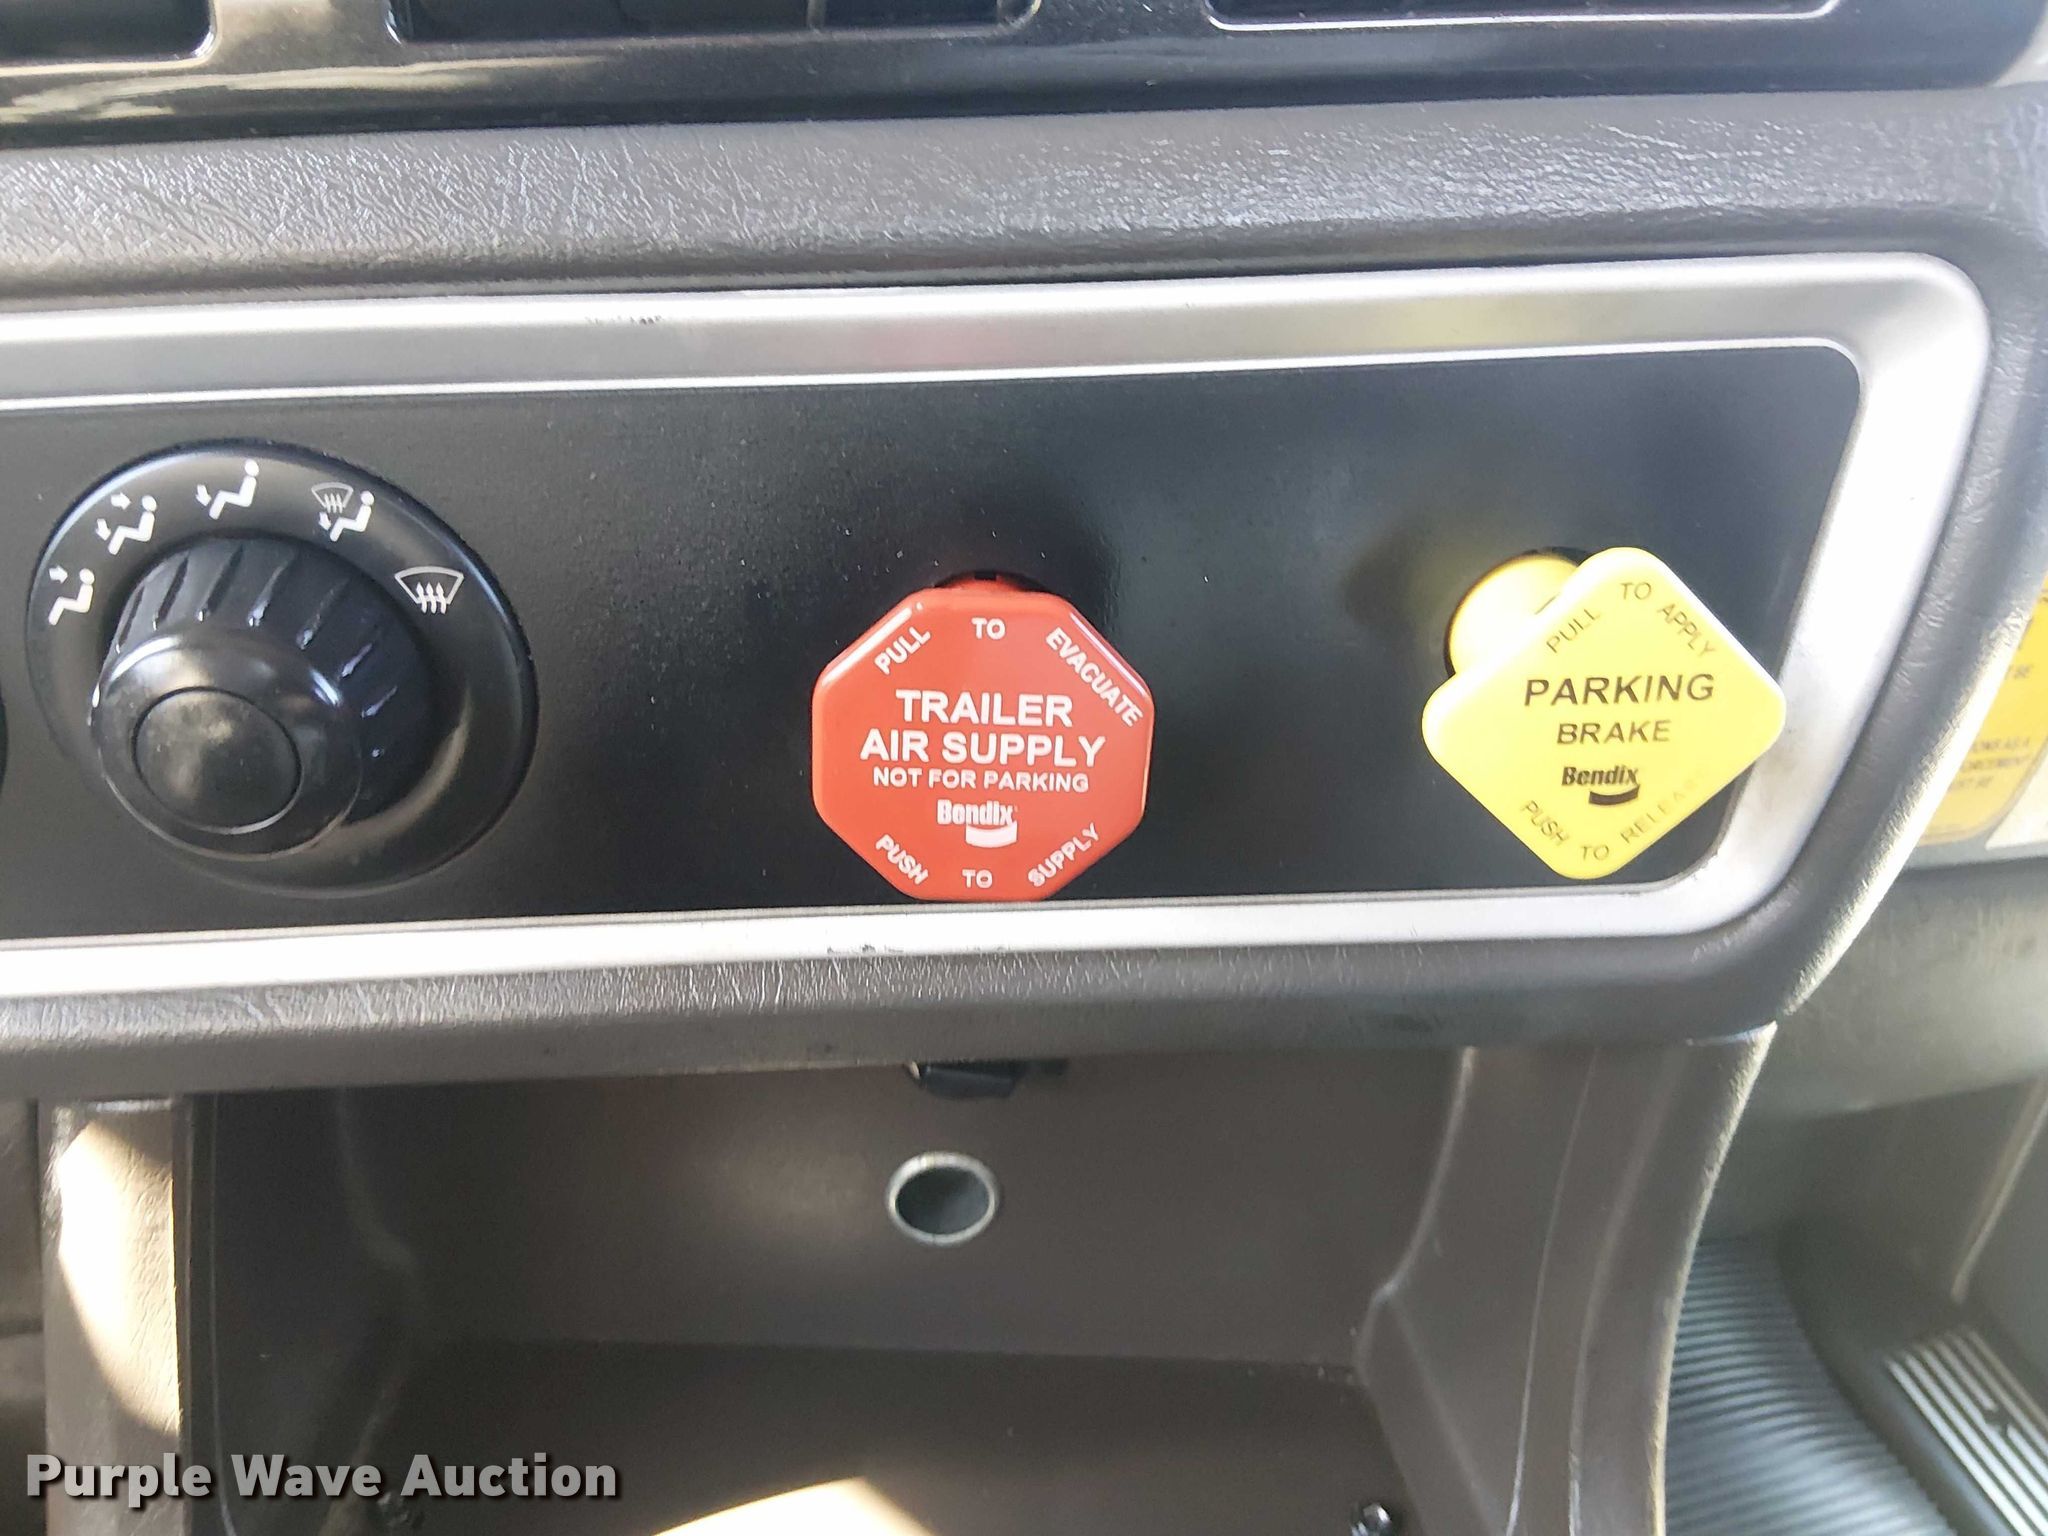 PULL TO EVACUATE
TRAILER
AIR SUPPLY
NOT FOR PARKING
Bendix
PUSH TO SUPPLY
PULL TO APPLY
PARKING
BRAKE
Bendix
PUSH TO RELEASE
Purple Wave Auction